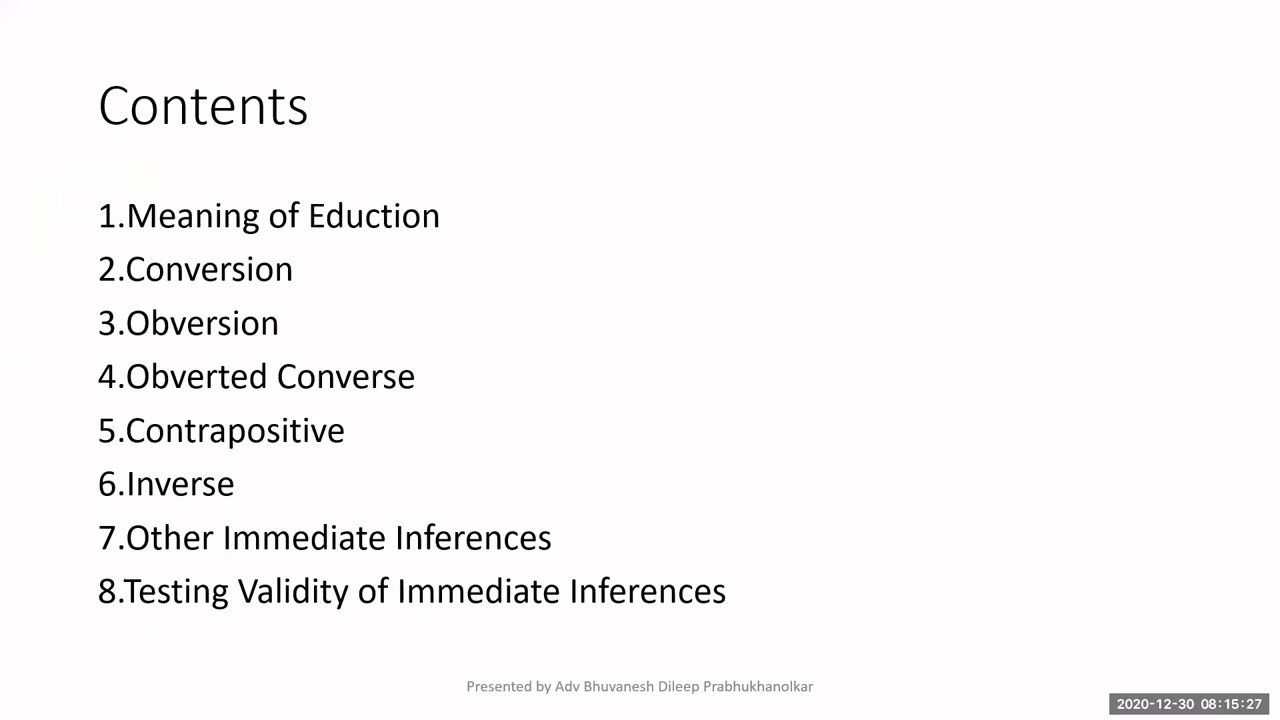 Contents
1.Meaning of Eduction
2.Conversion
3.Obversion
4.Obverted Converse
5.Contrapositive
6.Inverse
7.Other Immediate Inferences
8.Testing Validity of Immediate Inferences
Presented by Adv Bhuvanesh Dileep Prabhukhanolkar
2020-12-30 08:15:27